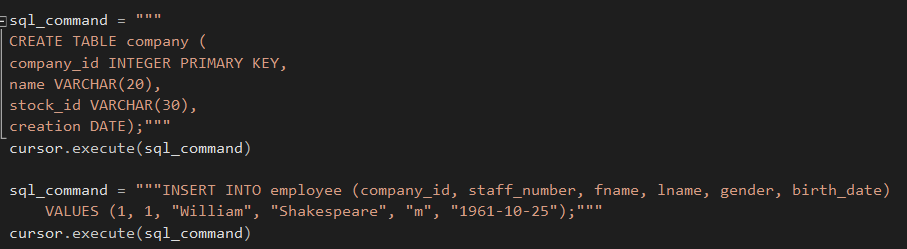 sql_command = """
CREATE TABLE company (
company_id INTEGER PRIMARY KEY,
name VARCHAR(20),
stock_id VARCHAR(30),
creation DATE);"""
cursor.execute(sql_command)

sql_command = """INSERT INTO employee (company_id, staff_number, fname, lname, gender, birth_date)
    VALUES (1, 1, "William", "Shakespeare", "m", "1961-10-25");"""
cursor.execute(sql_command)